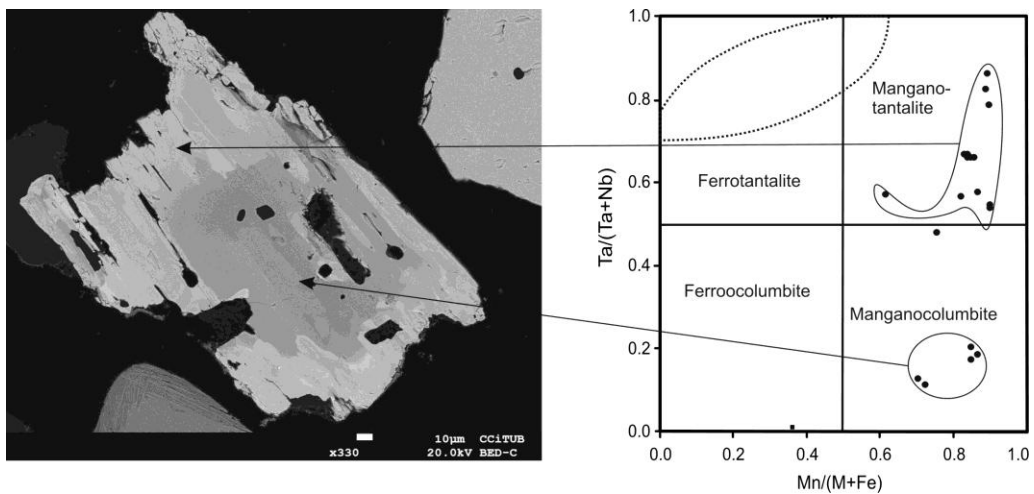 10μm CCiTUB
x330 20.0kV BED-C
Ta/(Ta+Nb)
1.0
0.8
0.6
0.4
0.2
0.0
Mangano-
tantalite
Ferrotantalite
Ferroocolumbite
Manganocolumbite
0.0 0.2 0.4 0.6 0.8 1.0
Mn/(M+Fe)